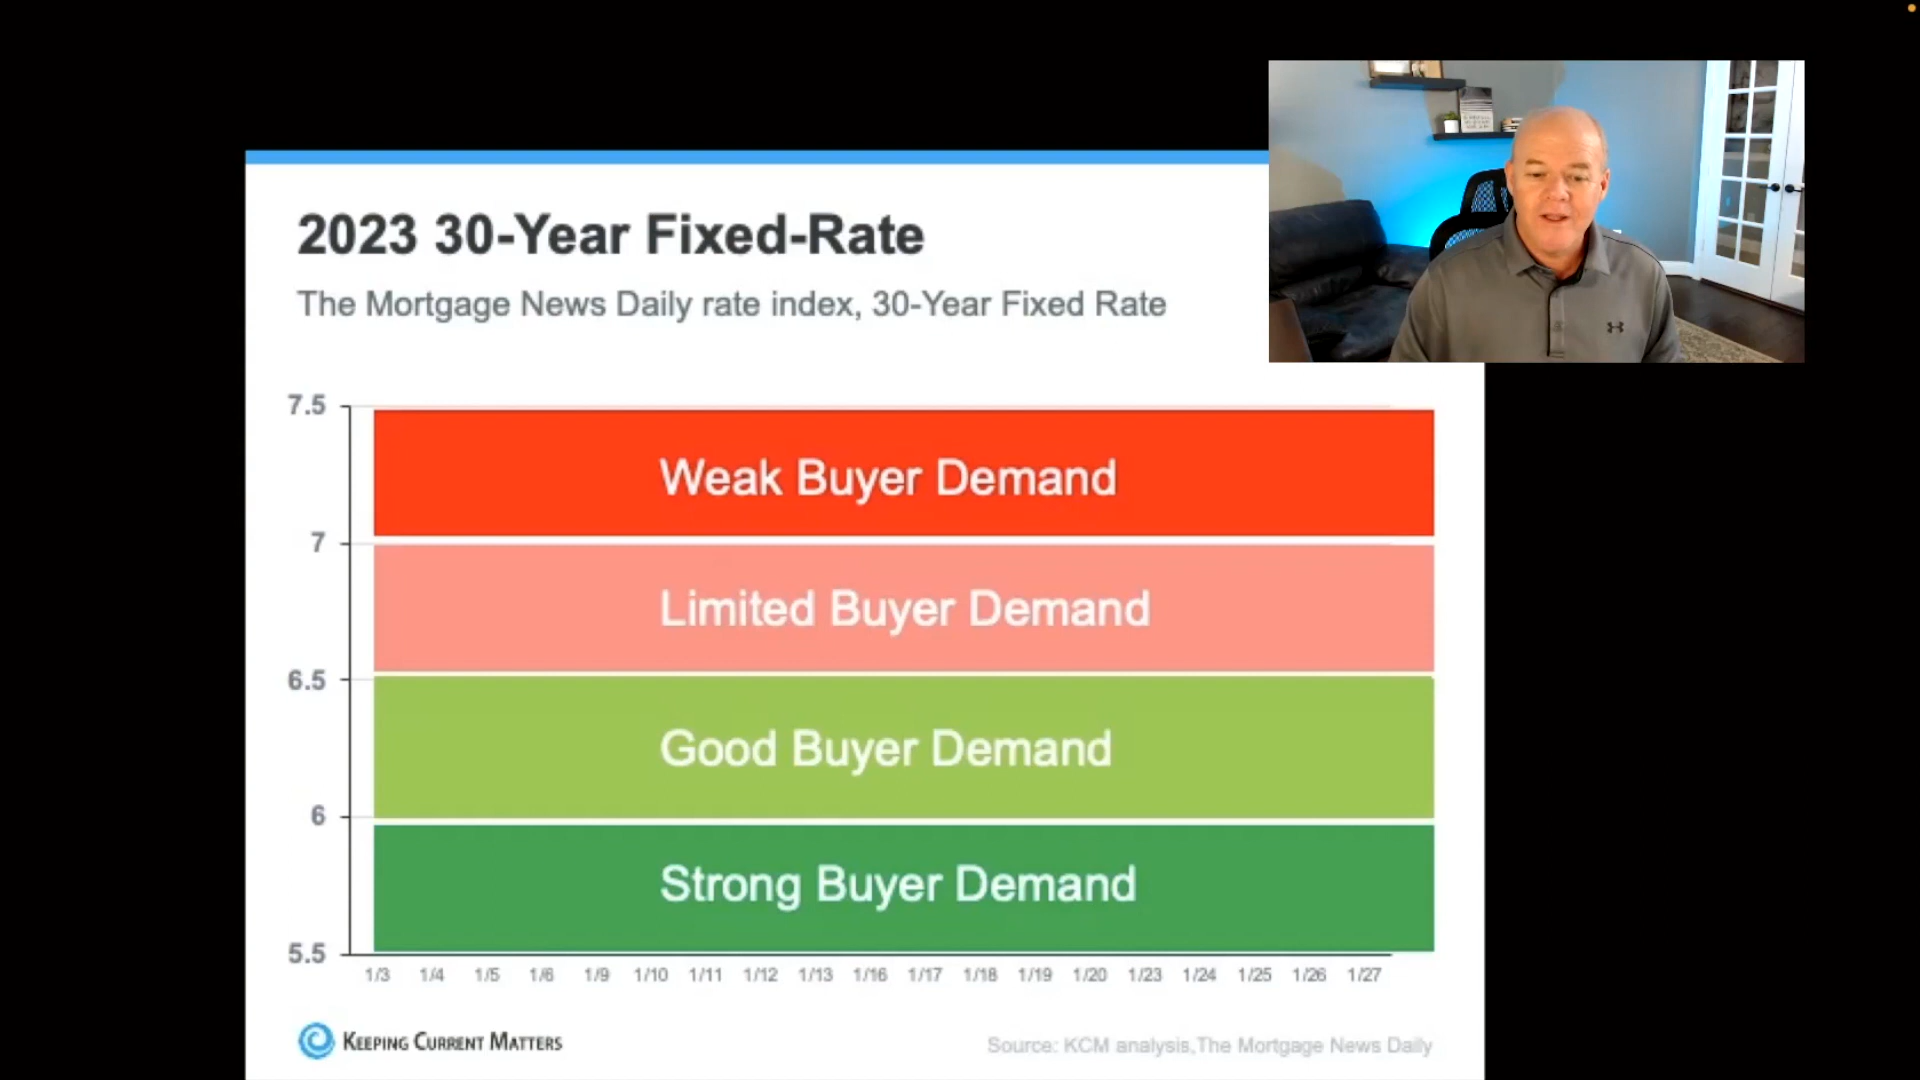 2023 30-Year Fixed-Rate
The Mortgage News Daily rate index, 30-Year Fixed Rate
7.5
Weak Buyer Demand
7
Limited Buyer Demand
6.5
Good Buyer Demand
6
Strong Buyer Demand
5.5
1/3 1/4 1/5 1/6 1/9 1/10 1/11 1/12 1/13 1/16 1/17 1/18 1/19 1/20 1/23 1/24 1/25 1/26 1/27
KEEPING CURRENT MATTERS
Source: KCM analysis,The Mortgage News Daily